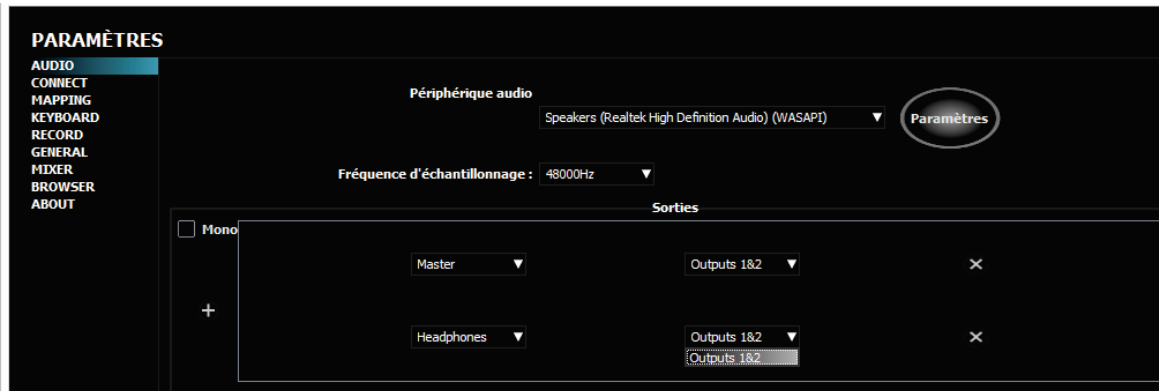 PARAMÈTRES
AUDIO
CONNECT
MAPPING
KEYBOARD
RECORD
GENERAL
MIXER
BROWSER
ABOUT
Périphérique audio
Speakers (Realtek High Definition Audio) (WASAPI)
Paramètres
Fréquence d'échantillonnage : 48000Hz
Sorties
Mono
Master Outputs 1&2
Headphones Outputs 1&2
Outputs 1&2